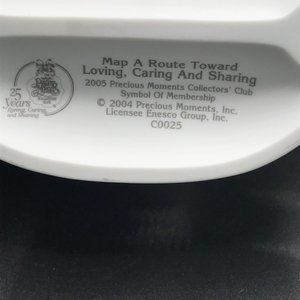 Map A Route Toward
Loving, Caring And Sharing
2005 Precious Moments Collectors' Club
Symbol Of Membership
© 2004 Precious Moments, Inc.
Licensee Enesco Group, Inc.
C0025
25
Years
Loving, Caring,
and Sharing